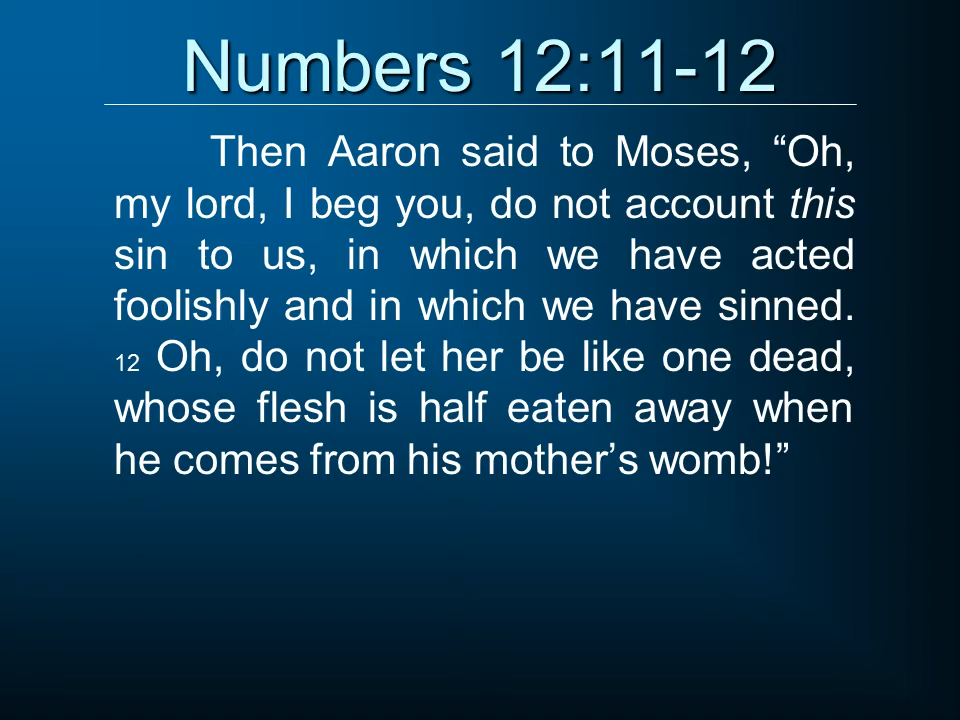 Numbers 12:11-12
Then Aaron said to Moses, “Oh,
my lord, I beg you, do not account this
sin to us, in which we have acted
foolishly and in which we have sinned.
12 Oh, do not let her be like one dead,
whose flesh is half eaten away when
he comes from his mother’s womb!”